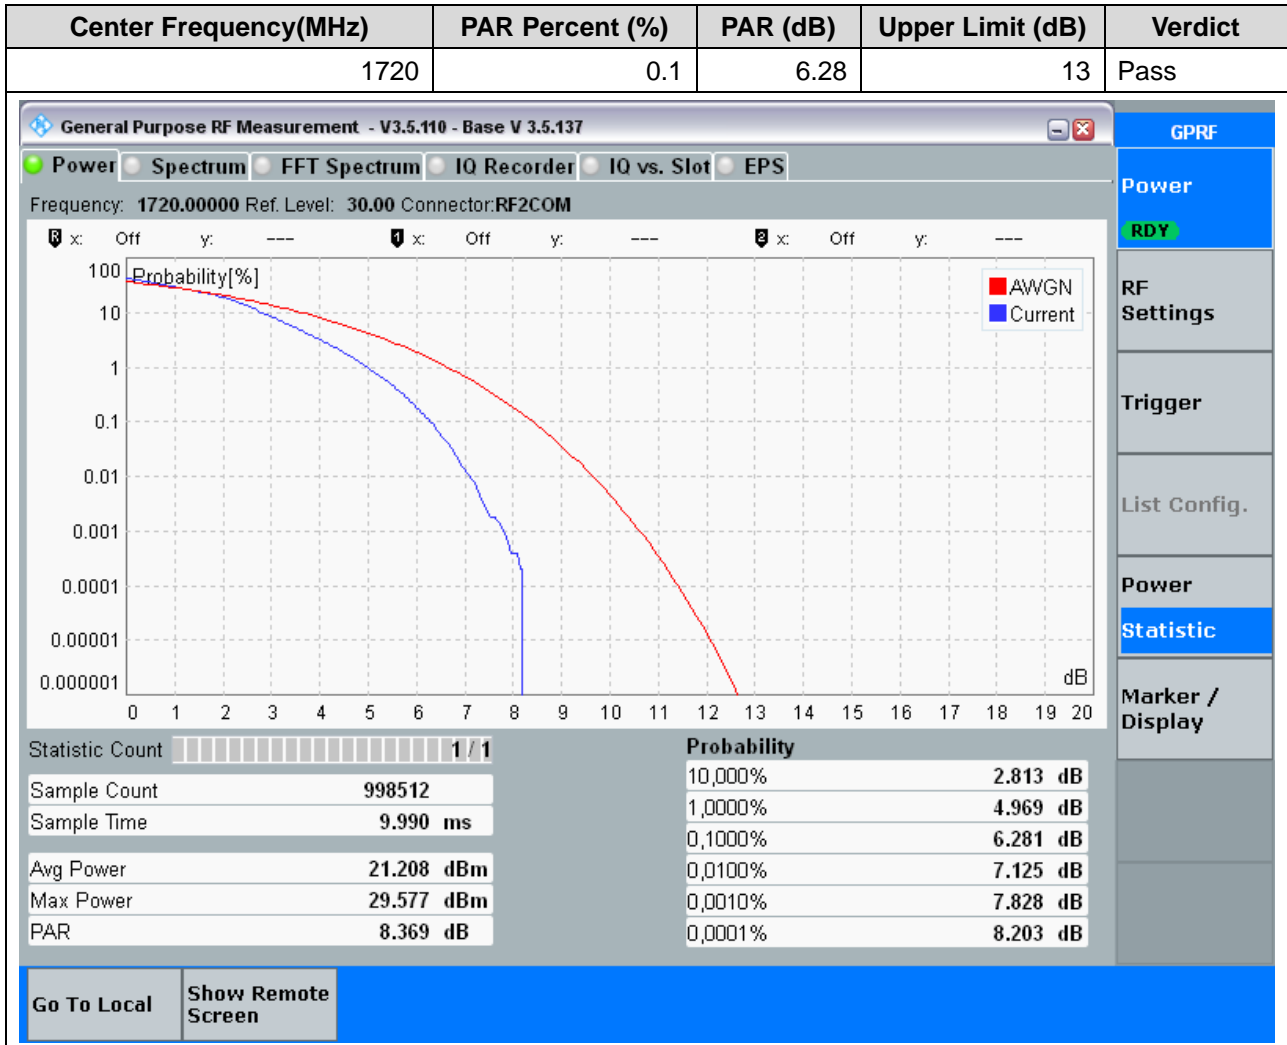 Center Frequency(MHz) PAR Percent (%) PAR (dB) Upper Limit (dB) Verdict
1720 0.1 6.28 13 Pass
General Purpose RF Measurement - V3.5.110 - Base V 3.5.137
GPRF
Power Spectrum FFT Spectrum IQ Recorder IQ vs. Slot EPS
Frequency: 1720.00000 Ref. Level: 30.00 Connector:RF2COM
R x: Off y: --- 1 x: Off y: --- 2 x: Off y: ---
Probability[%]
AWGN
Current
100
10
1
0.1
0.01
0.001
0.0001
0.00001
0.000001
dB
0 1 2 3 4 5 6 7 8 9 10 11 12 13 14 15 16 17 18 19 20
Statistic Count 1 / 1
Sample Count 998512
Sample Time 9.990 ms
Avg Power 21.208 dBm
Max Power 29.577 dBm
PAR 8.369 dB
Probability
10,000% 2.813 dB
1,0000% 4.969 dB
0,1000% 6.281 dB
0,0100% 7.125 dB
0,0010% 7.828 dB
0,0001% 8.203 dB
Power
RDY
RF
Settings
Trigger
List Config.
Power
Statistic
Marker /
Display
Go To Local
Show Remote
Screen